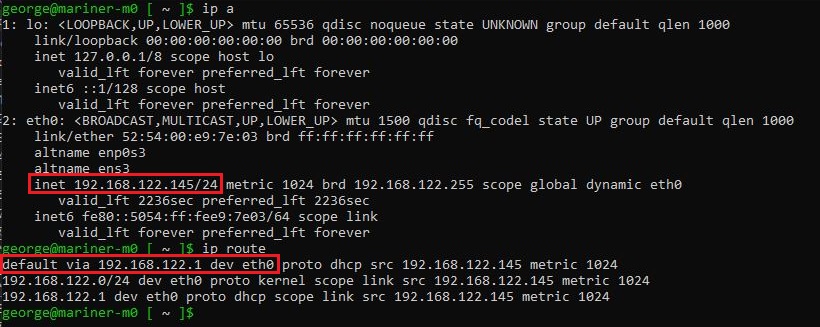 george@mariner-m0 [ ~ ]$ ip a
1: lo: <LOOPBACK,UP,LOWER_UP> mtu 65536 qdisc noqueue state UNKNOWN group default qlen 1000
link/loopback 00:00:00:00:00:00 brd 00:00:00:00:00:00
inet 127.0.0.1/8 scope host lo
valid_lft forever preferred_lft forever
inet6 ::1/128 scope host
valid_lft forever preferred_lft forever
2: eth0: <BROADCAST,MULTICAST,UP,LOWER_UP> mtu 1500 qdisc fq_codel state UP group default qlen 1000
link/ether 52:54:00:e9:7e:03 brd ff:ff:ff:ff:ff:ff
altname enp0s3
altname ens3
inet 192.168.122.145/24 metric 1024 brd 192.168.122.255 scope global dynamic eth0
valid_lft 2236sec preferred_lft 2236sec
inet6 fe80::5054:ff:fee9:7e03/64 scope link
valid_lft forever preferred_lft forever
george@mariner-m0 [ ~ ]$ ip route
default via 192.168.122.1 dev eth0 proto dhcp src 192.168.122.145 metric 1024
192.168.122.0/24 dev eth0 proto kernel scope link src 192.168.122.145 metric 1024
192.168.122.1 dev eth0 proto dhcp scope link src 192.168.122.145 metric 1024
george@mariner-m0 [ ~ ]$